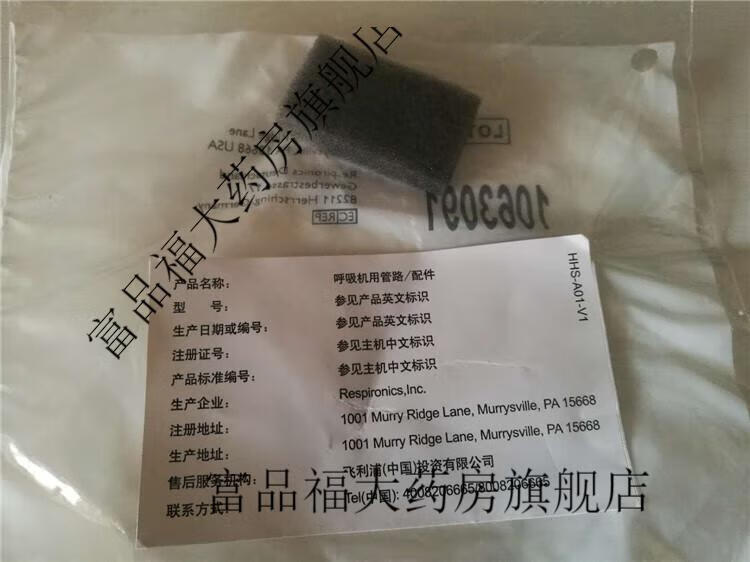 富品福大药房旗舰店
LOT
Lane
668 USA
Gewerbestrasse
82211 Herrsching, Germany
EC REP
1063091
HHS-A01-V1
产品名称： 呼吸机用管路/配件
型 号： 参见产品英文标识
生产日期或编号： 参见产品英文标识
注册证号： 参见主机中文标识
产品标准编号： 参见主机中文标识
生产企业： Respironics,Inc.
注册地址： 1001 Murry Ridge Lane, Murrysville, PA 15668
生产地址： 1001 Murry Ridge Lane, Murrysville, PA 15668
售后服务机构： 飞利浦(中国)投资有限公司
联系方式： Tel(中国): 4008206665/8008206665
富品福大药房旗舰店